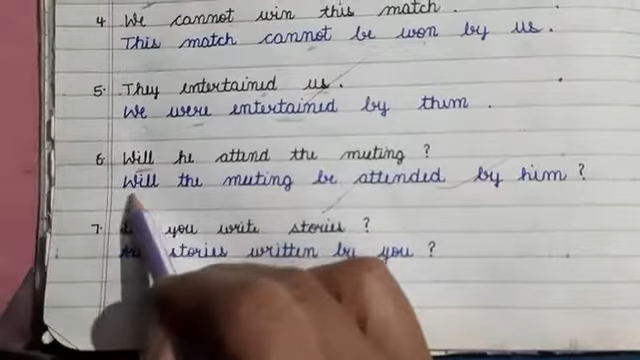 4. We cannot win this match.
This match cannot be won by us.
5. They entertained us.
We were entertained by them.
6. Will he attend the meeting ?
Will the meeting be attended by him ?
7. you write stories ?
stories written by you ?